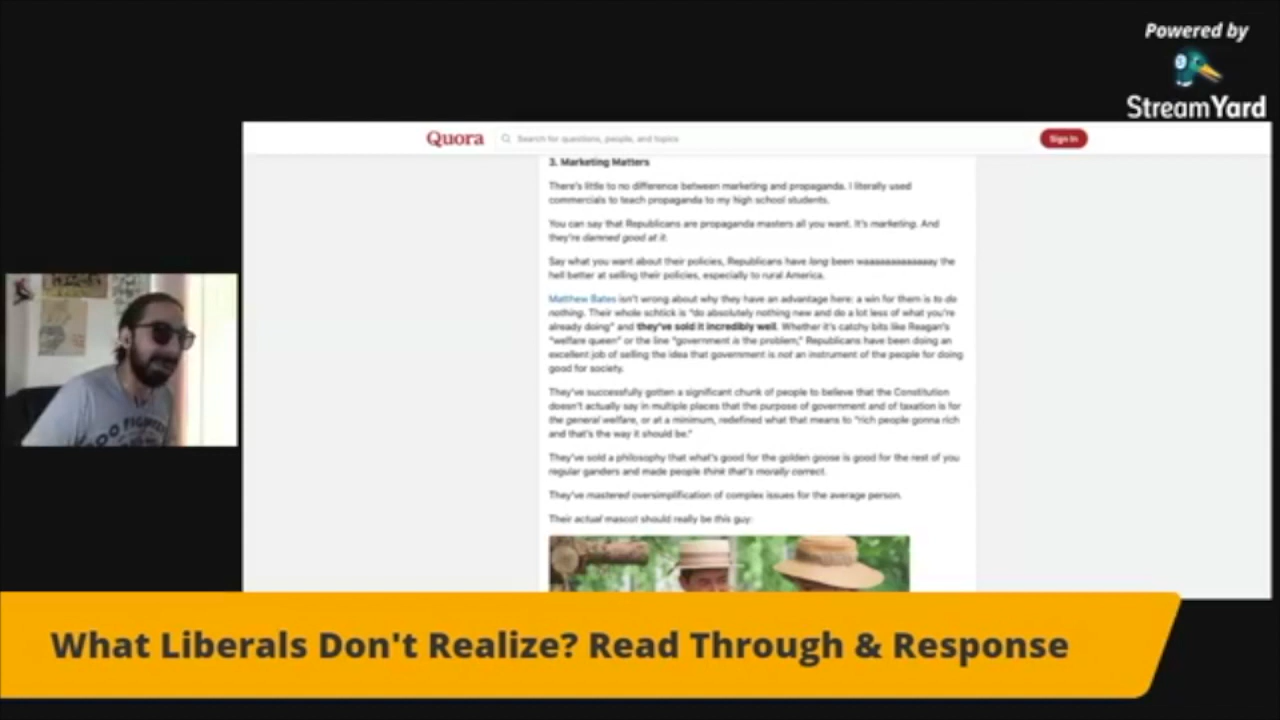 Powered by
StreamYard
Quora
Search for questions, people, and topics
Sign In
3. Marketing Matters
There's little to no difference between marketing and propaganda. I literally used
commercials to teach propaganda to my high school students.
You can say that Republicans are propaganda masters all you want. It's marketing. And
they're damned good at it.
Say what you want about their policies, Republicans have long been waaaaaaaaaaaaay the
hell better at selling their policies, especially to rural America.
Matthew Bates isn't wrong about why they have an advantage here: a win for them is to do
nothing. Their whole schtick is "do absolutely nothing new and do a lot less of what you're
already doing" and they've sold it incredibly well. Whether it's catchy bits like Reagan's
"welfare queen" or the line "government is the problem," Republicans have been doing an
excellent job of selling the idea that government is not an instrument of the people for doing
good for society.
They've successfully gotten a significant chunk of people to believe that the Constitution
doesn't actually say in multiple places that the purpose of government and of taxation is for
the general welfare, or at a minimum, redefined what that means to "rich people gonna rich
and that's the way it should be."
They've sold a philosophy that what's good for the golden goose is good for the rest of you
regular ganders and made people think that's morally correct.
They've mastered oversimplification of complex issues for the average person.
Their actual mascot should really be this guy:
FOO FIGHTERS
What Liberals Don't Realize? Read Through & Response